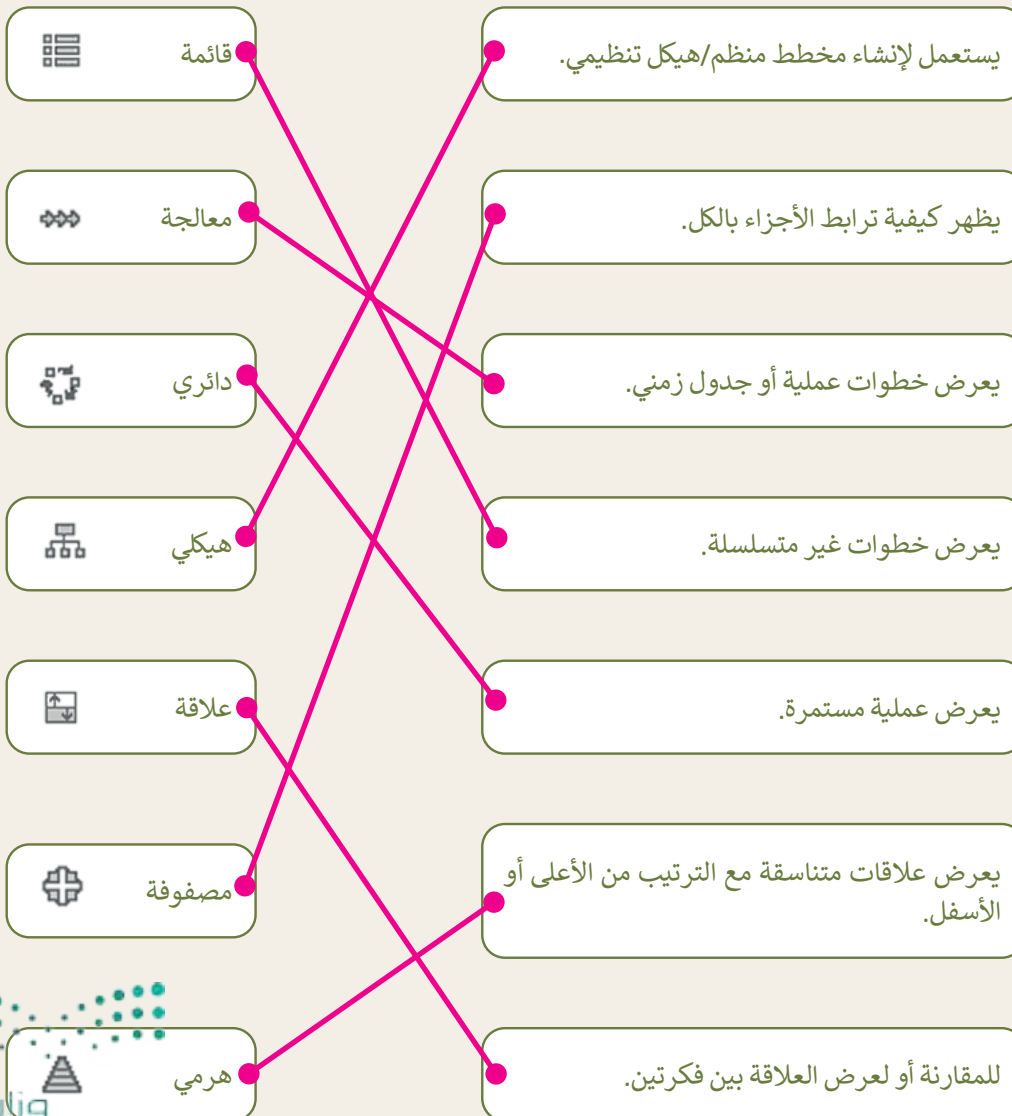 يستعمل لإنشاء مخطط منظم/هيكل تنظيمي.
قائمة
يظهر كيفية ترابط الأجزاء بالكل.
معالجة
يعرض خطوات عملية أو جدول زمني.
دائري
يعرض خطوات غير متسلسلة.
هيكلي
يعرض عملية مستمرة.
علاقة
يعرض علاقات متناسقة مع الترتيب من الأعلى أو
الأسفل.
مصفوفة
للمقارنة أو لعرض العلاقة بين فكرتين.
هرمي